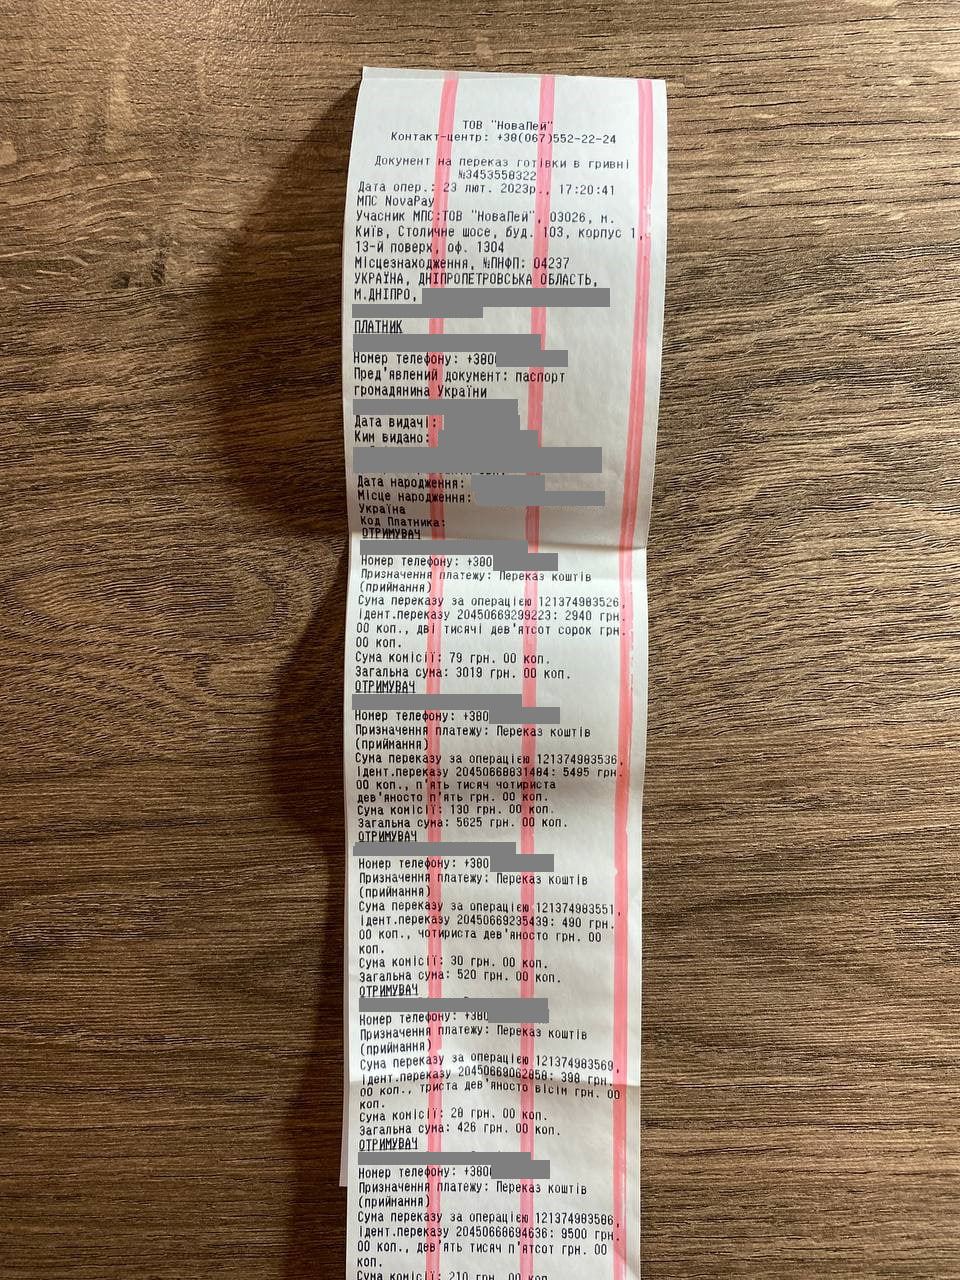 ТОВ "НоваПей"
Контакт-центр: +38(067)552-22-24
Документ на переказ готівки в гривні
№3453558322
Дата опер.: 23 лют. 2023р., 17:20:41
МПС NovaPay
Учасник МПС:ТОВ "НоваПей", 03026, м.
Київ, Столичне шосе, буд. 103, корпус 1,
13-й поверх, оф. 1304
Місцезнаходження, №ПНФП: 04237
УКРАЇНА, ДНІПРОПЕТРОВСЬКА ОБЛАСТЬ,
М.ДНІПРО,
ПЛАТНИК
Номер телефону: +380
Пред'явлений документ: паспорт
громадянина України
Дата видачі:
Ким видано:
Дата народження:
Місце народження:
Україна
Код Платника:
ОТРИМУВАЧ
Номер телефону: +380
Призначення платежу: Переказ коштів
(приймання)
Сума переказу за операцією 121374983526,
ідент.переказу 20450669299223: 2940 грн.
00 коп., дві тисячі дев'ятсот сорок грн.
00 коп.
Сума комісії: 79 грн. 00 коп.
Загальна сума: 3019 грн. 00 коп.
ОТРИМУВАЧ
Номер телефону: +380
Призначення платежу: Переказ коштів
(приймання)
Сума переказу за операцією 121374983536,
ідент.переказу 20450668831484: 5495 грн.
00 коп., п'ять тисяч чотириста
дев'яносто п'ять грн. 00 коп.
Сума комісії: 130 грн. 00 коп.
Загальна сума: 5625 грн. 00 коп.
ОТРИМУВАЧ
Номер телефону: +380
Призначення платежу: Переказ коштів
(приймання)
Сума переказу за операцією 121374983551,
ідент.переказу 20450669235439: 490 грн.
00 коп., чотириста дев'яносто грн. 00
коп.
Сума комісії: 30 грн. 00 коп.
Загальна сума: 520 грн. 00 коп.
ОТРИМУВАЧ
Номер телефону: +380
Призначення платежу: Переказ коштів
(приймання)
Сума переказу за операцією 121374983569,
ідент.переказу 20450669062858: 398 грн.
00 коп., триста дев'яносто вісім грн. 00
коп.
Сума комісії: 28 грн. 00 коп.
Загальна сума: 426 грн. 00 коп.
ОТРИМУВАЧ
Номер телефону: +380
Призначення платежу: Переказ коштів
(приймання)
Сума переказу за операцією 121374983586,
ідент.переказу 20450668694636: 9500 грн.
00 коп., дев'ять тисяч п'ятсот грн. 00
коп.
Сума комісії: 210 грн. 00 коп.